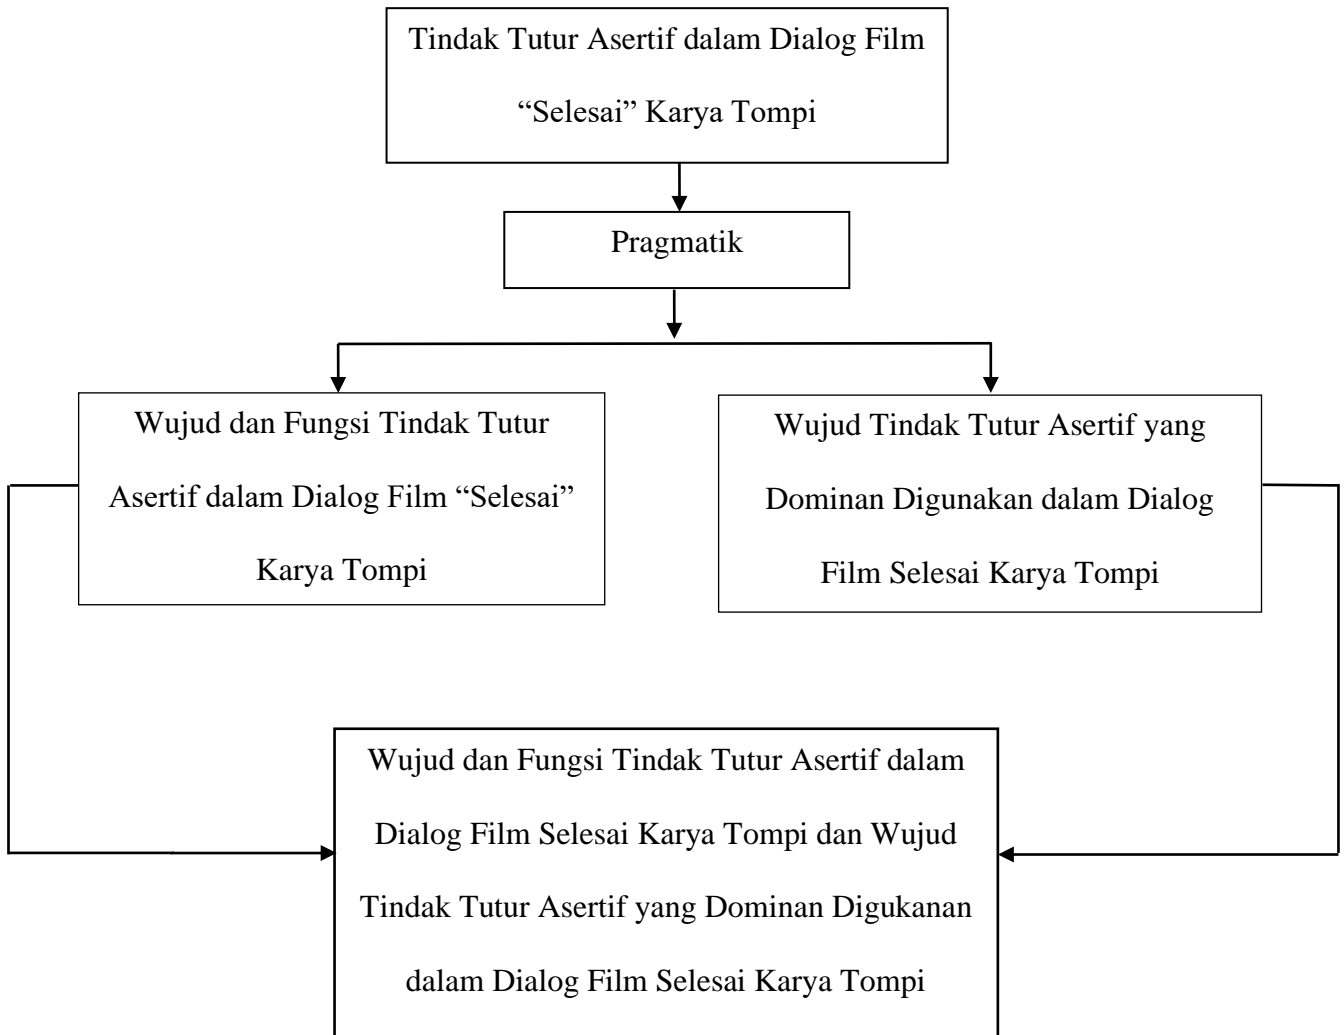 Tindak Tutur Asertif dalam Dialog Film
“Selesai” Karya Tompi
Pragmatik
Wujud dan Fungsi Tindak Tutur
Asertif dalam Dialog Film “Selesai”
Karya Tompi
Wujud Tindak Tutur Asertif yang
Dominan Digunakan dalam Dialog
Film Selesai Karya Tompi
Wujud dan Fungsi Tindak Tutur Asertif dalam
Dialog Film Selesai Karya Tompi dan Wujud
Tindak Tutur Asertif yang Dominan Digukanan
dalam Dialog Film Selesai Karya Tompi